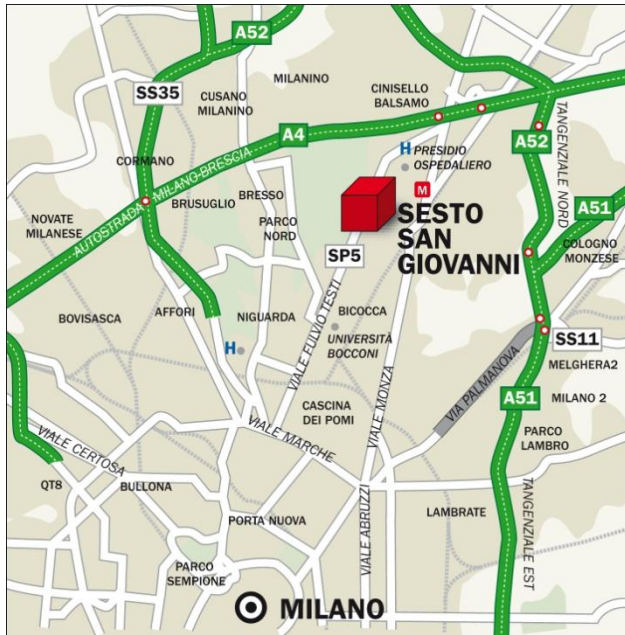 A52
MILANINO
SS35
CUSANO
MILANINO
CINISELLO
BALSAMO
A4
H PRESIDIO
OSPEDALIERO
A52
TANGENZIALE NORD
CORMANO
AUTOSTRADA MILANO-BRESCIA
BRUSUGLIO
BRESSO
M
SESTO
SAN
GIOVANNI
A51
NOVATE
MILANESE
PARCO
NORD
SP5
COLOGNO
MONZESE
BOVISASCA
AFFORI
NIGUARDA
BICOCCA
UNIVERSITÀ
BOCCONI
H
VIALE FULVIO TESTI
VIALE MONZA
VIA PALMANOVA
SS11
MELGHERA2
A51
MILANO 2
CASCINA
DEI POMI
PARCO
LAMBRO
VIALE CERTOSA
VIALE MARCHE
QT8
BULLONA
PORTA NUOVA
VIALE ABRUZZI
LAMBRATE
TANGENZIALE EST
PARCO
SEMPIONE
MILANO